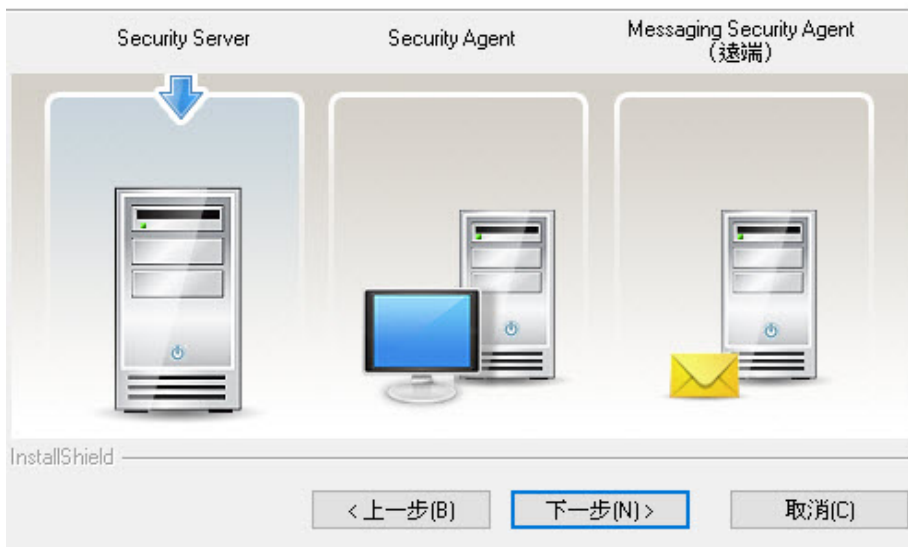 Security Server
Security Agent
Messaging Security Agent
（遠端）
InstallShield
< 上一步(B)
下一步(N) >
取消(C)